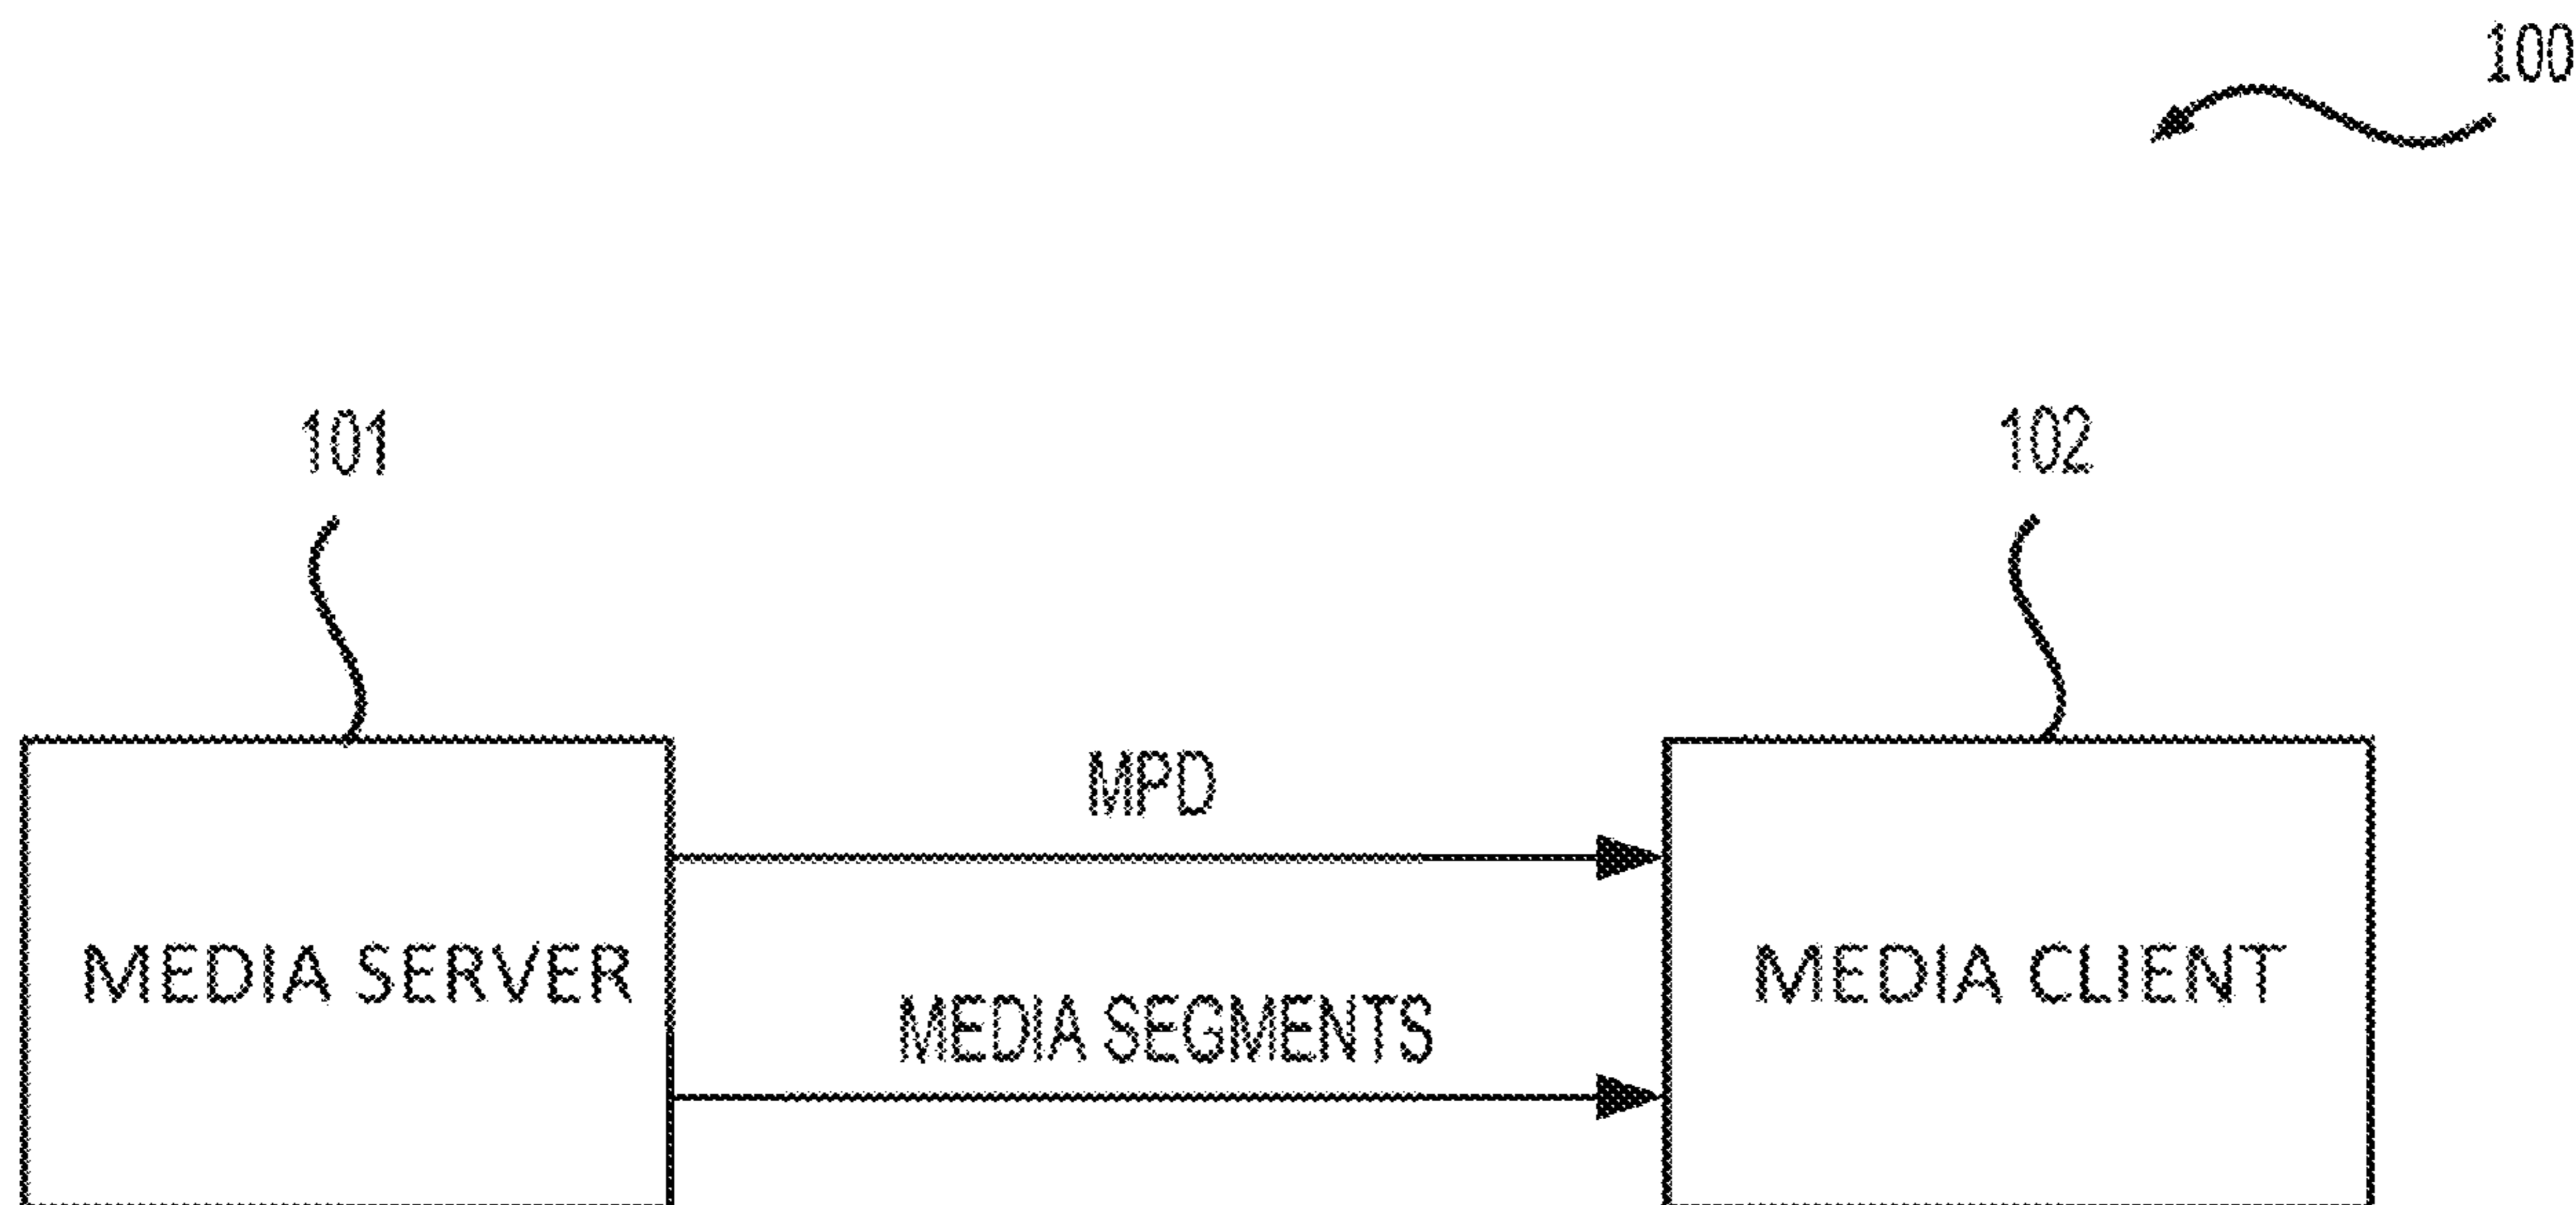 100
101
102
MPD
MEDIA SERVER
MEDIA CLIENT
MEDIA SEGMENTS